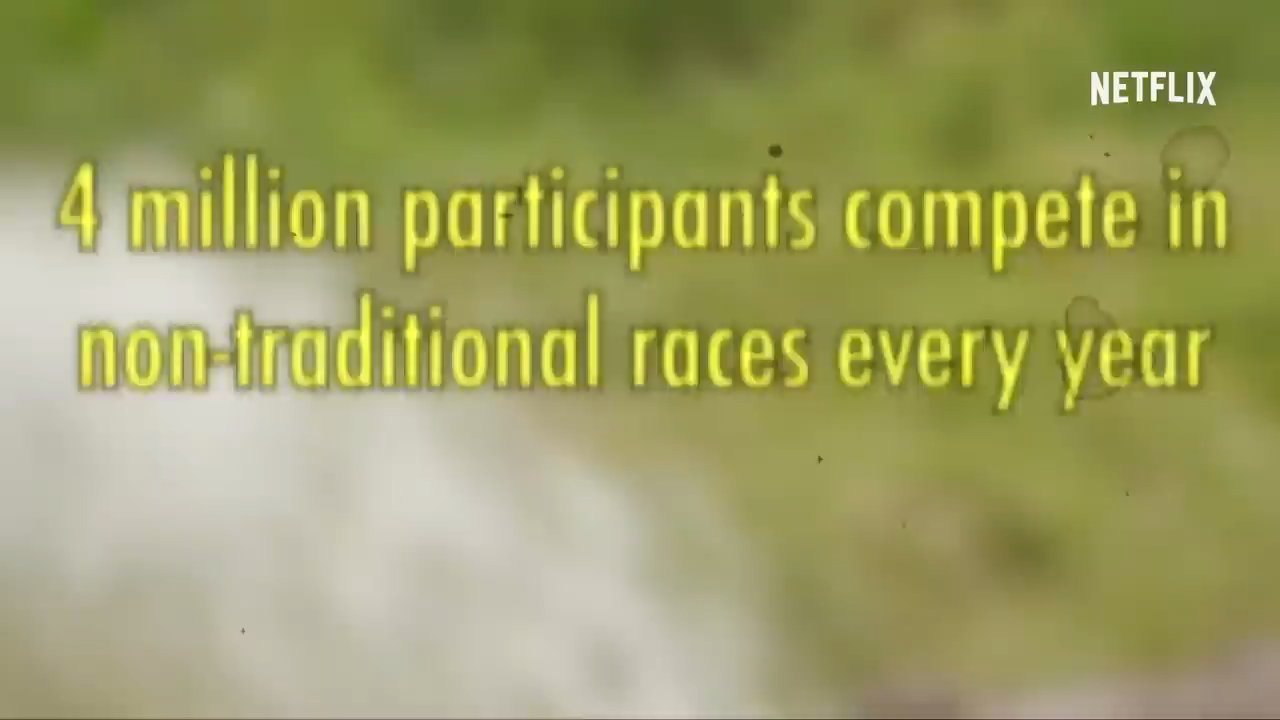 NETFLIX
4 million participants compete in
non-traditional races every year